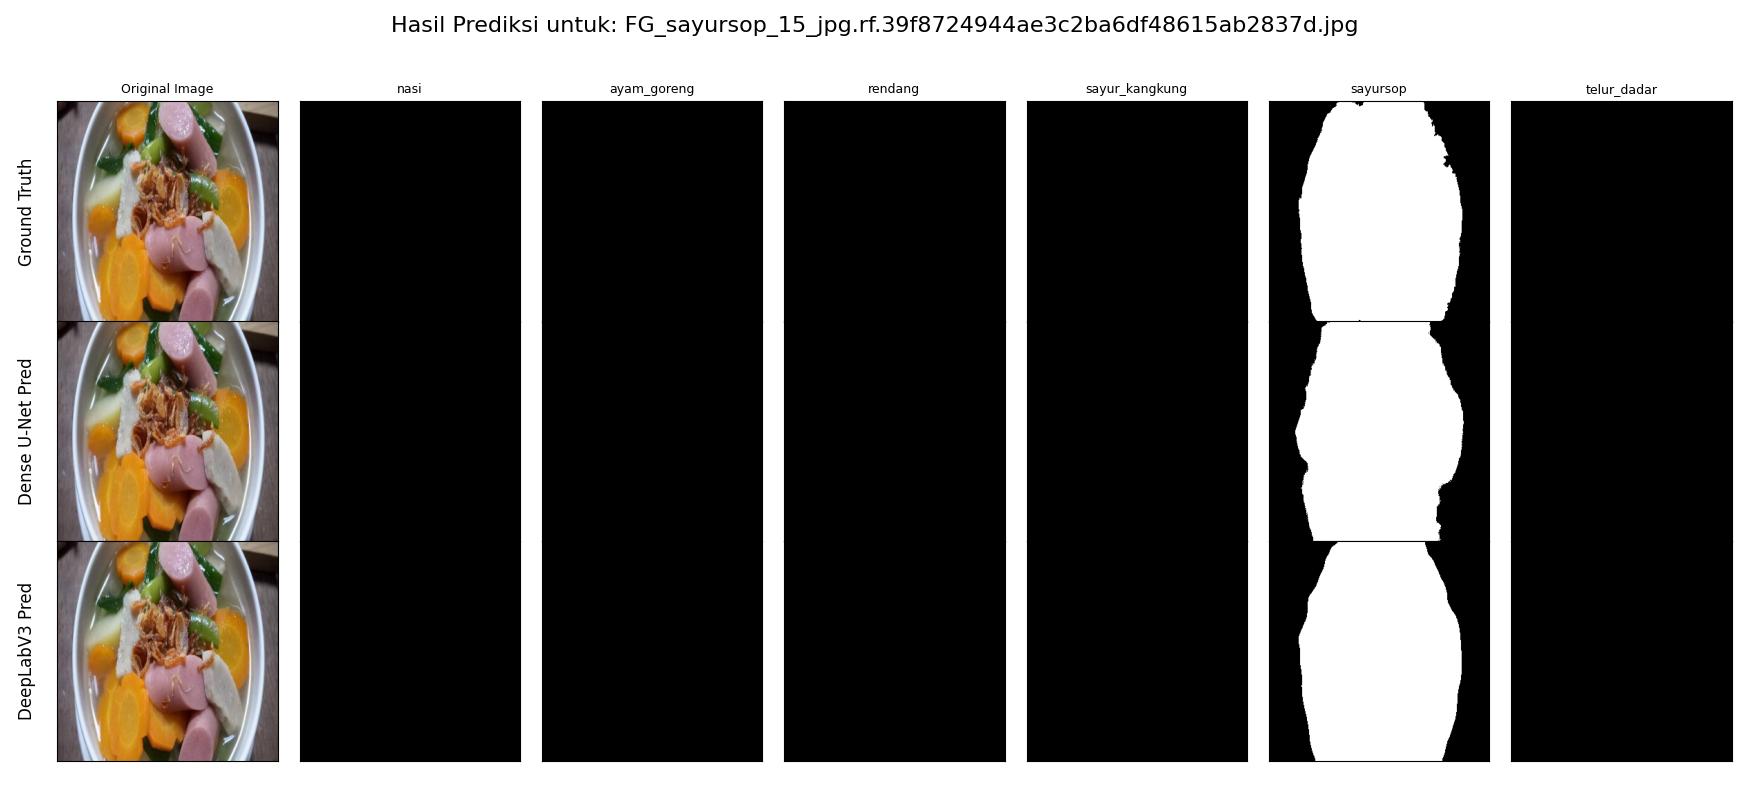 Hasil Prediksi untuk: FG_sayursop_15_jpg.rf.39f8724944ae3c2ba6df48615ab2837d.jpg
Original Image
nasi
ayam_goreng
rendang
sayur_kangkung
sayursop
telur_dadar
Ground Truth
Dense U-Net Pred
DeepLabV3 Pred